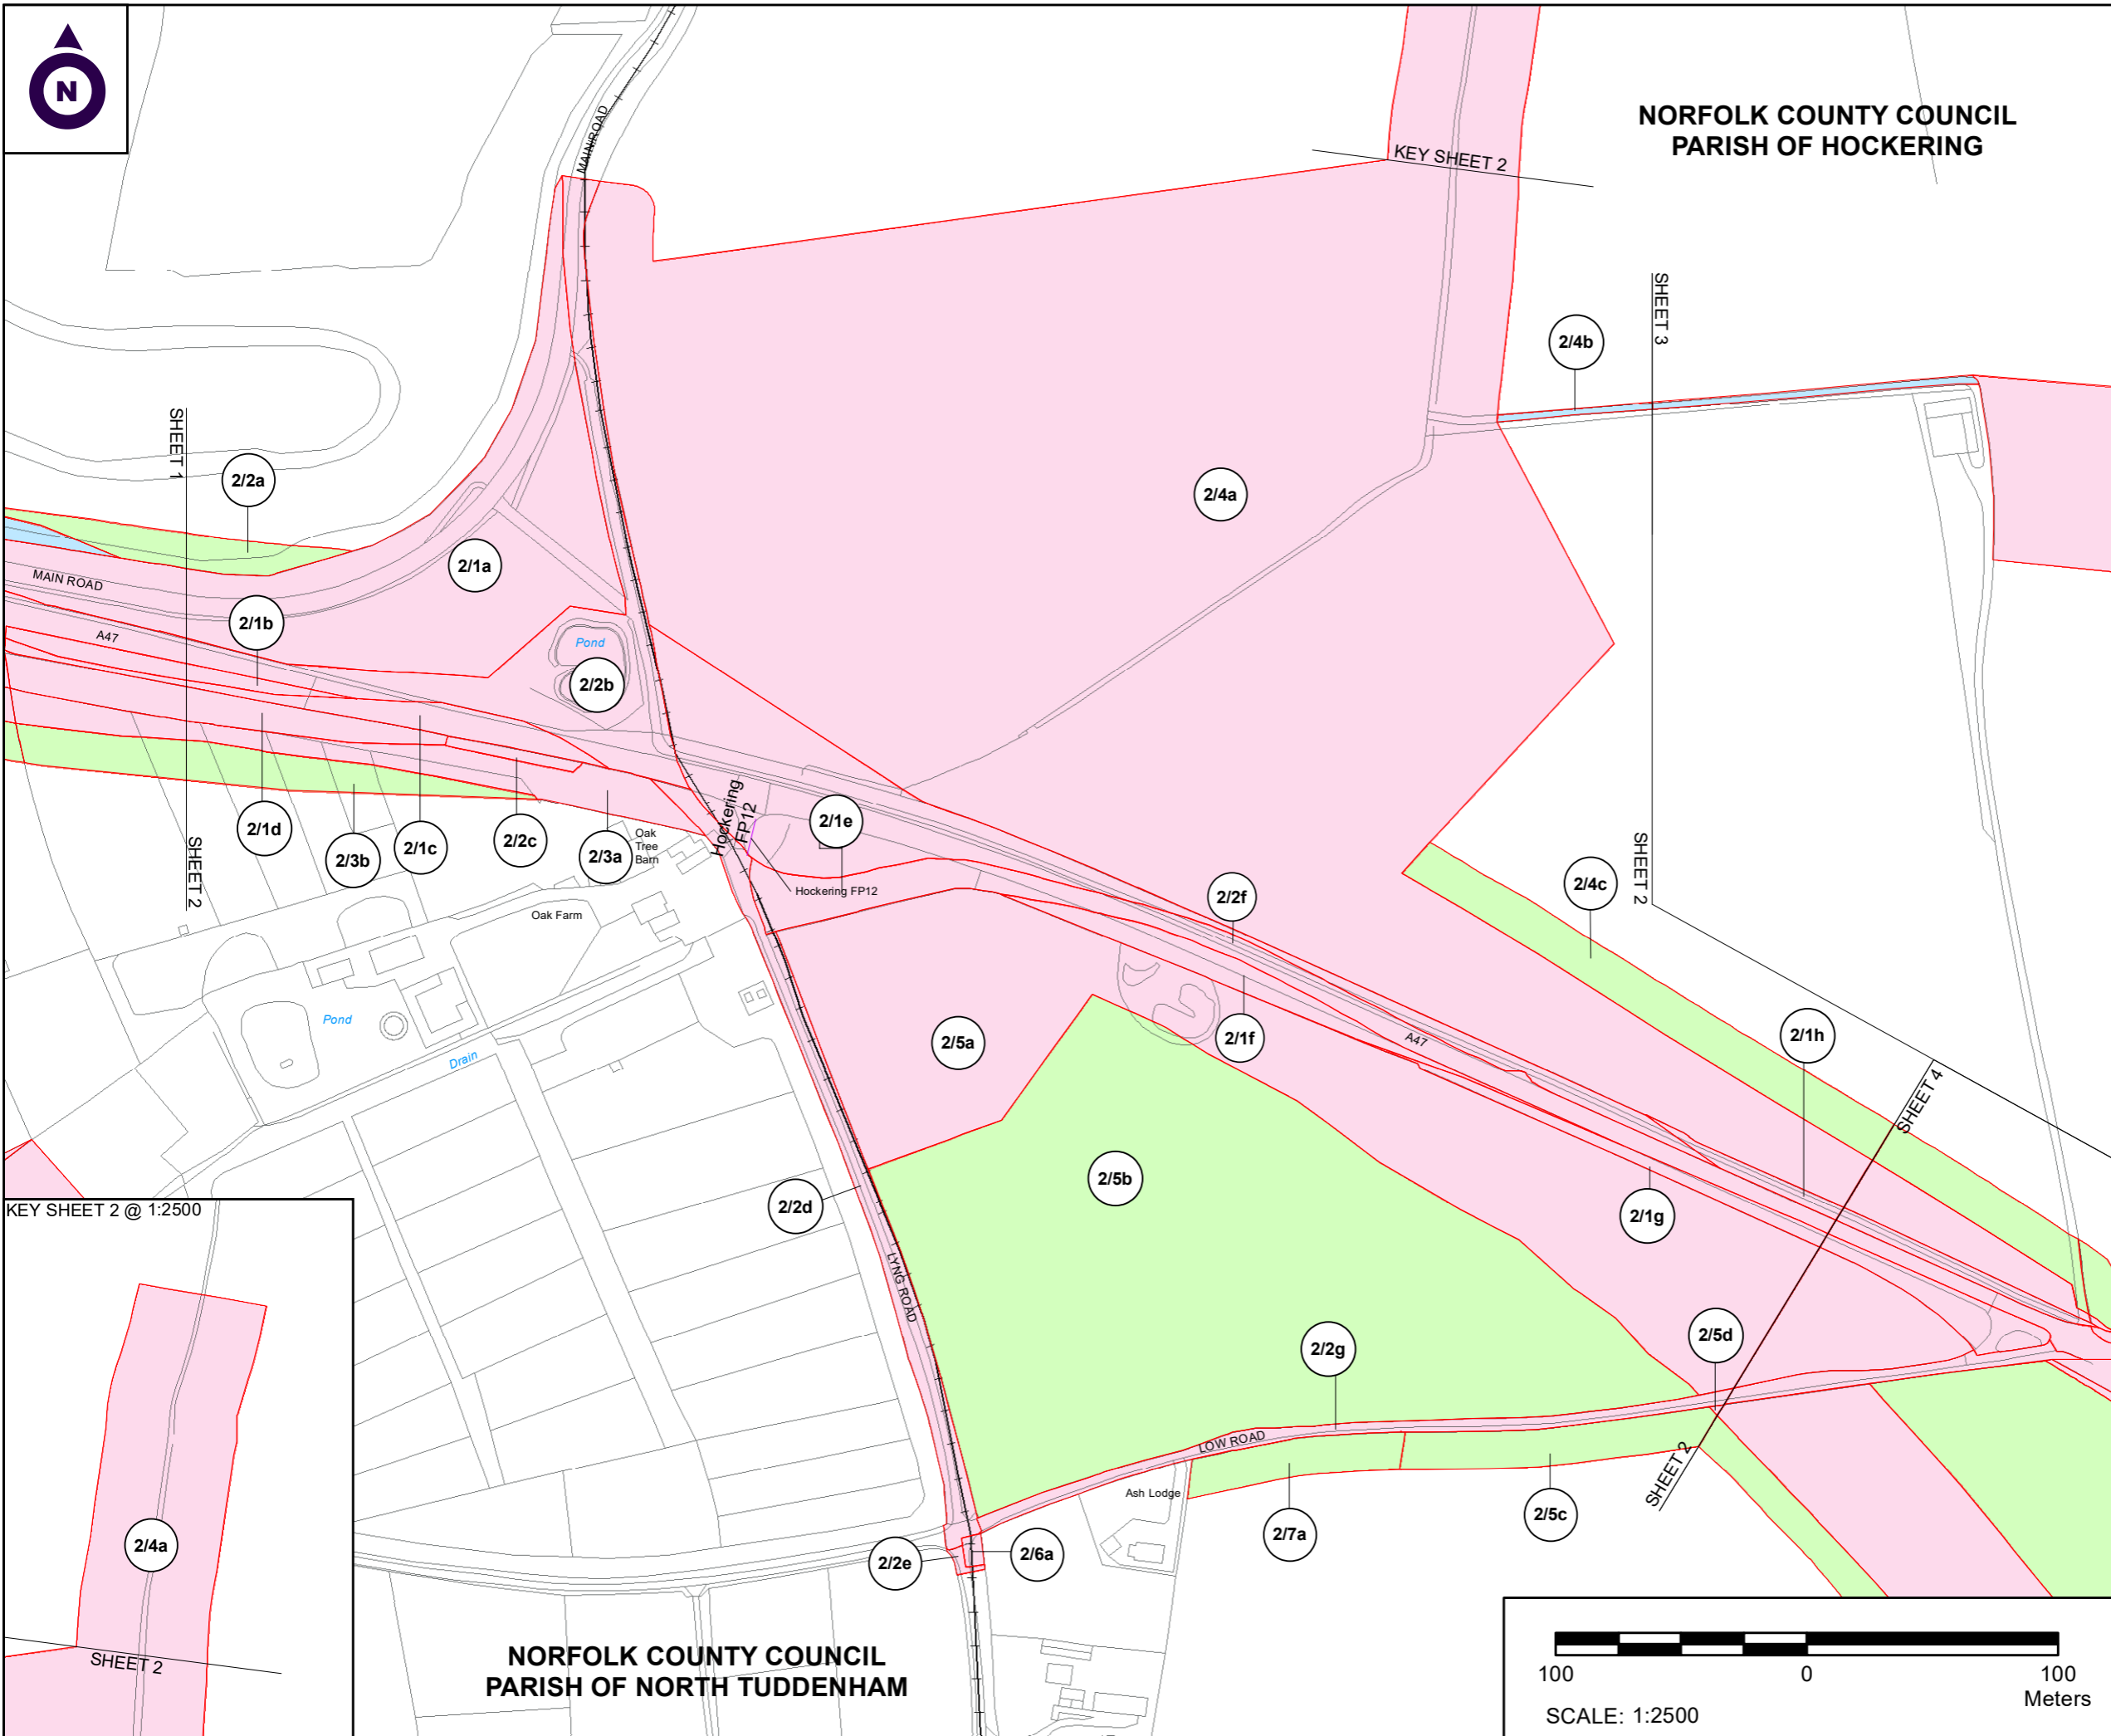 N
NORFOLK COUNTY COUNCIL
PARISH OF HOCKERING
MAIN ROAD
KEY SHEET 2
SHEET 3
2/4b
SHEET 1
2/2a
2/4a
2/1a
MAIN ROAD
2/1b
A47
Pond
2/2b
2/1d
2/3b
2/1c
2/2c
2/3a
Oak
Tree
Barn
Hockering
FP12
2/1e
Hockering FP12
SHEET 2
SHEET 2
2/4c
2/2f
Oak Farm
Pond
Drain
2/5a
2/1f
A47
2/1h
SHEET 4
2/5b
2/2d
2/1g
KEY SHEET 2 @ 1:2500
LYNG ROAD
2/5d
2/2g
LOW ROAD
SHEET 2
Ash Lodge
2/7a
2/5c
2/4a
2/2e
2/6a
SHEET 2
NORFOLK COUNTY COUNCIL
PARISH OF NORTH TUDDENHAM
100 0 100
Meters
SCALE: 1:2500